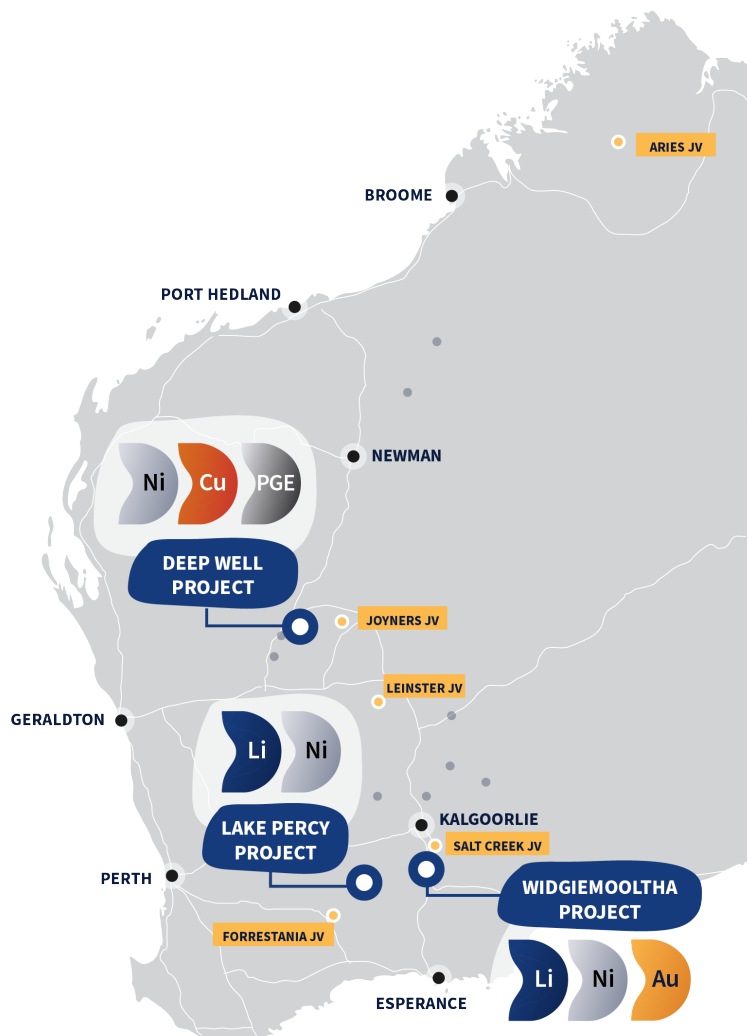 ARIES JV
BROOME
PORT HEDLAND
NEWMAN
Ni
Cu
PGE
DEEP WELL
PROJECT
JOYNERS JV
LEINSTER JV
GERALDTON
Li
Ni
KALGOORLIE
LAKE PERCY
PROJECT
SALT CREEK JV
PERTH
WIDGIEMOOLTHA
PROJECT
FORRESTANIA JV
Li
Ni
Au
ESPERANCE